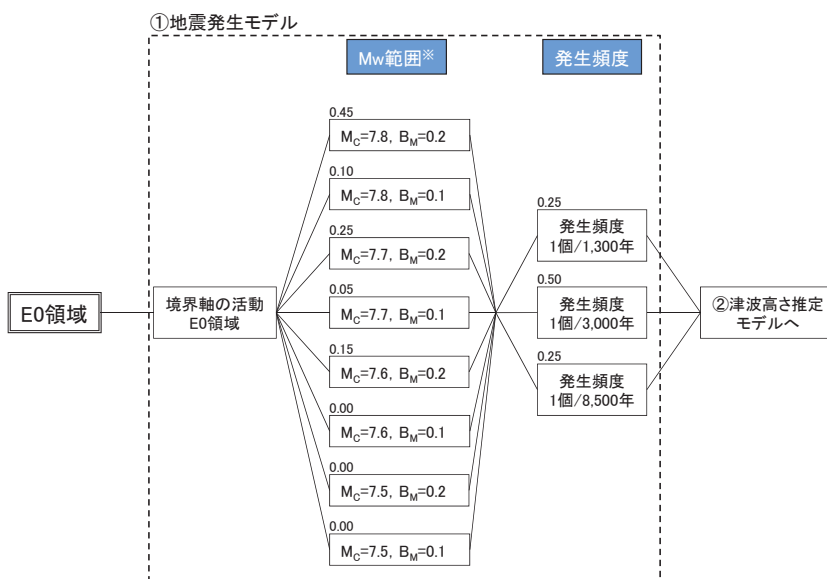 ①地震発生モデル
Mw範囲※
発生頻度
0.45
MC=7.8, BM=0.2
0.10
MC=7.8, BM=0.1
0.25
MC=7.7, BM=0.2
0.05
MC=7.7, BM=0.1
0.15
MC=7.6, BM=0.2
0.00
MC=7.6, BM=0.1
0.00
MC=7.5, BM=0.2
0.00
MC=7.5, BM=0.1
0.25
発生頻度
1個/1,300年
0.50
発生頻度
1個/3,000年
0.25
発生頻度
1個/8,500年
E0領域
境界軸の活動
E0領域
②津波高さ推定
モデルへ